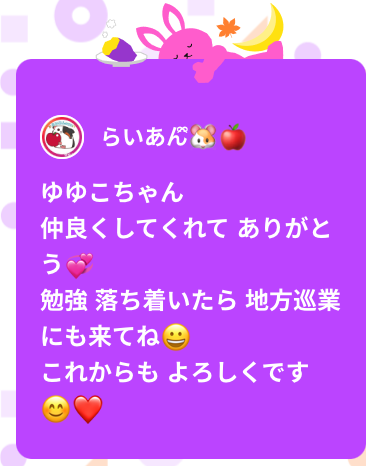 らいあん🐹🍎
ゆゆこちゃん
仲良くしてくれて ありがと
う💞
勉強 落ち着いたら 地方巡業
にも来てね😀
これからも よろしくです
😊❤️